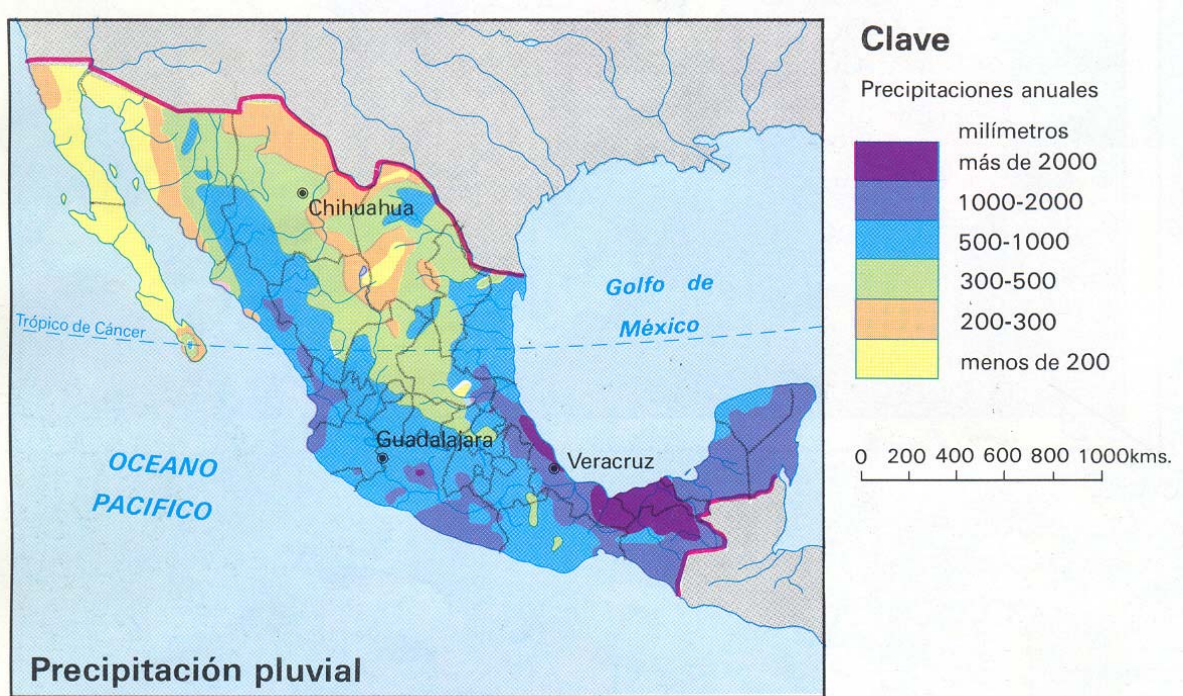 Clave
Precipitaciones anuales
milímetros
más de 2000
1000-2000
500-1000
300-500
200-300
menos de 200
0 200 400 600 800 1000kms.
Chihuahua
Golfo de
México
Trópico de Cáncer
Guadalajara
Veracruz
OCEANO
PACIFICO
Precipitación pluvial